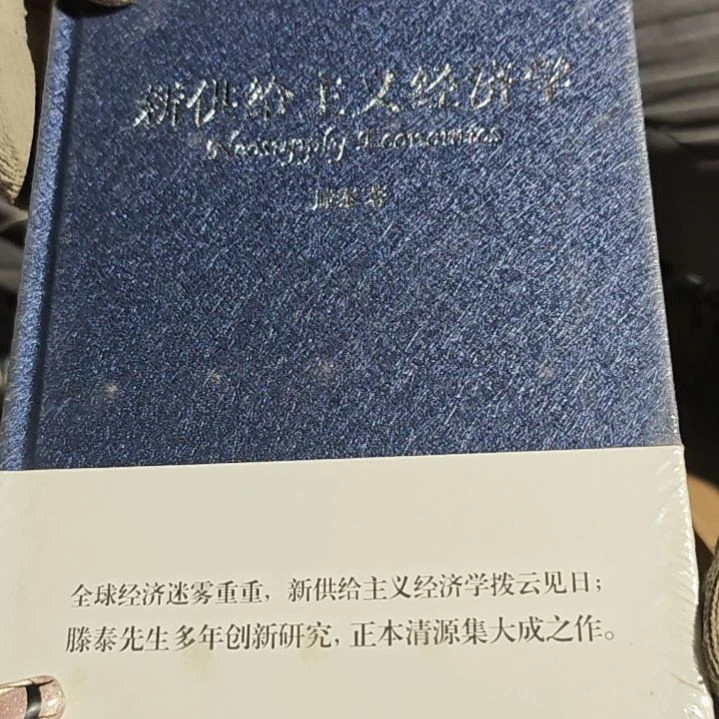 新供给主义经济学
Neosupply Economics
滕泰 著
全球经济迷雾重重，新供给主义经济学拨云见日；
滕泰先生多年创新研究，正本清源集大成之作。